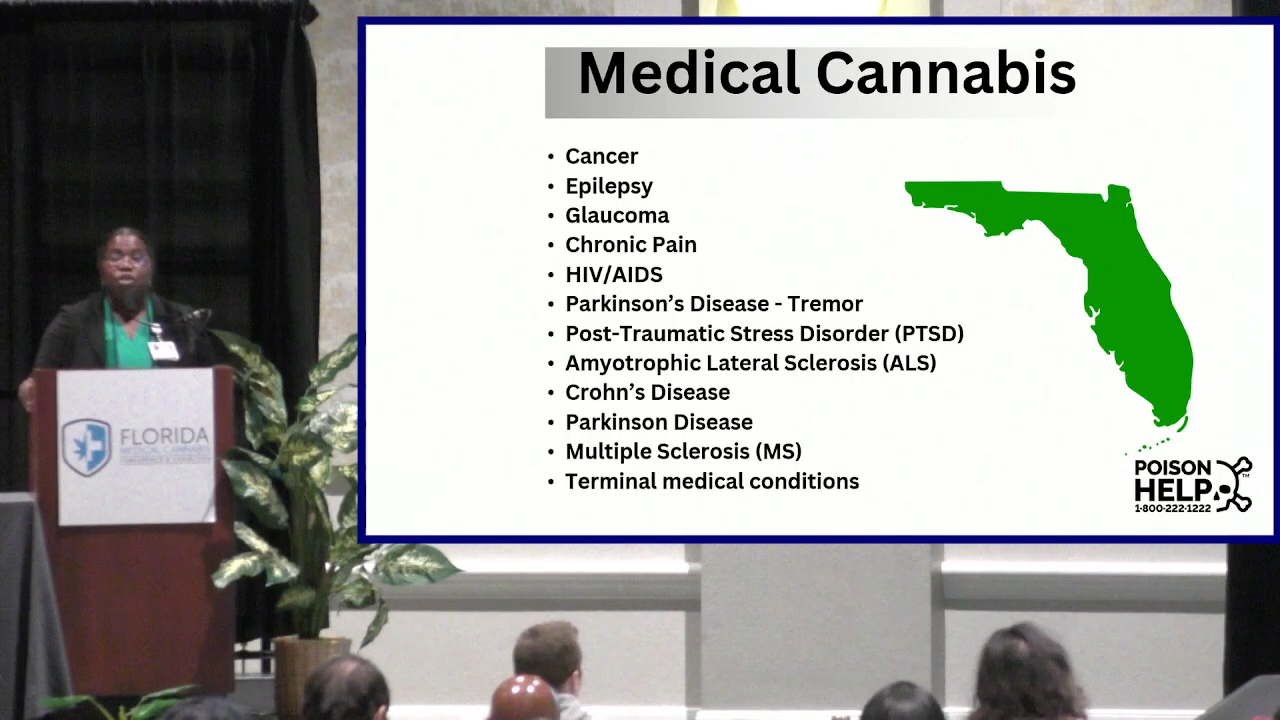 Medical Cannabis
• Cancer
• Epilepsy
• Glaucoma
• Chronic Pain
• HIV/AIDS
• Parkinson’s Disease - Tremor
• Post-Traumatic Stress Disorder (PTSD)
• Amyotrophic Lateral Sclerosis (ALS)
• Crohn’s Disease
• Parkinson Disease
• Multiple Sclerosis (MS)
• Terminal medical conditions
POISON
HELP
TM
1-800-222-1222
FLORIDA
MEDICAL CANNABIS